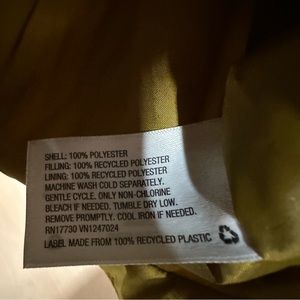 SHELL: 100% POLYESTER
FILLING: 100% RECYCLED POLYESTER
LINING: 100% RECYCLED POLYESTER
MACHINE WASH COLD SEPARATELY.
GENTLE CYCLE. ONLY NON-CHLORINE
BLEACH IF NEEDED. TUMBLE DRY LOW.
REMOVE PROMPTLY. COOL IRON IF NEEDED.
RN17730 VN1247024
LABEL MADE FROM 100% RECYCLED PLASTIC